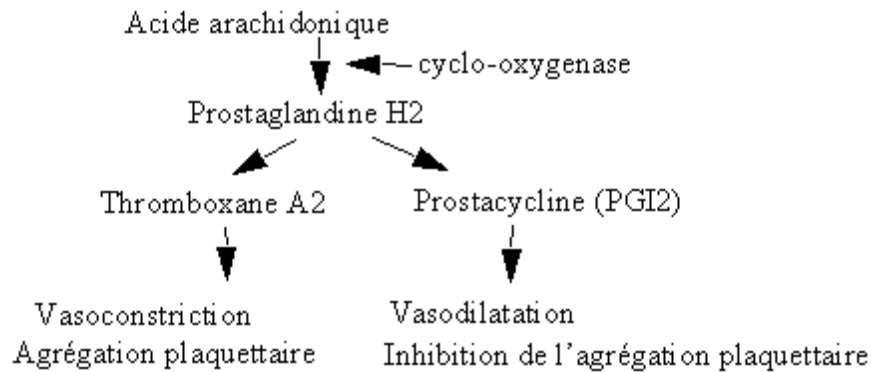 Acide arachidonique
cyclo-oxygenase
Prostaglandine H2
Thromboxane A2
Prostacycline (PGI2)
Vasoconstriction
Agrégation plaquettaire
Vasodilatation
Inhibition de l'agrégation plaquettaire